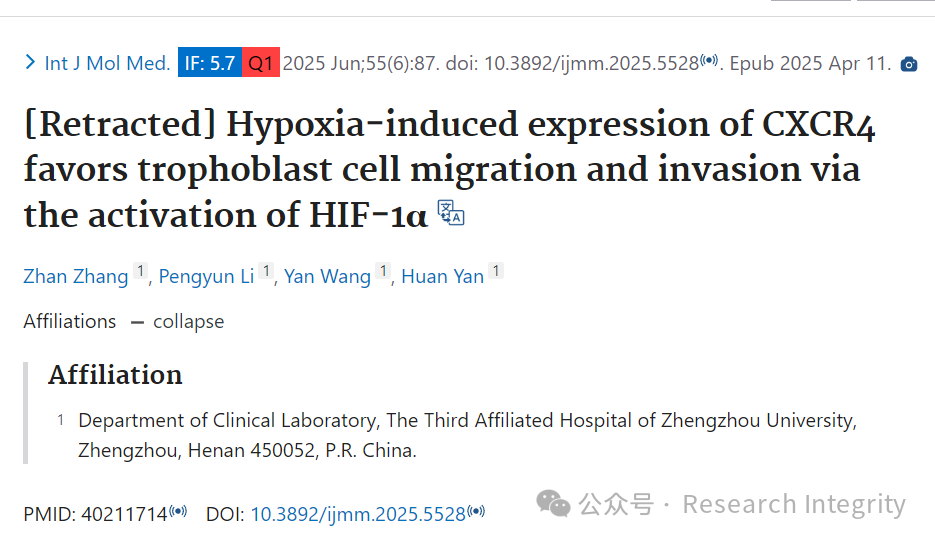 Int J Mol Med. IF: 5.7 Q1 2025 Jun;55(6):87. doi: 10.3892/ijmm.2025.5528. Epub 2025 Apr 11.
[Retracted] Hypoxia-induced expression of CXCR4
favors trophoblast cell migration and invasion via
the activation of HIF-1α
Zhan Zhang 1, Pengyun Li 1, Yan Wang 1, Huan Yan 1
Affiliations — collapse
Affiliation
1 Department of Clinical Laboratory, The Third Affiliated Hospital of Zhengzhou University,
Zhengzhou, Henan 450052, P.R. China.
PMID: 40211714 DOI: 10.3892/ijmm.2025.5528
公众号 · Research Integrity